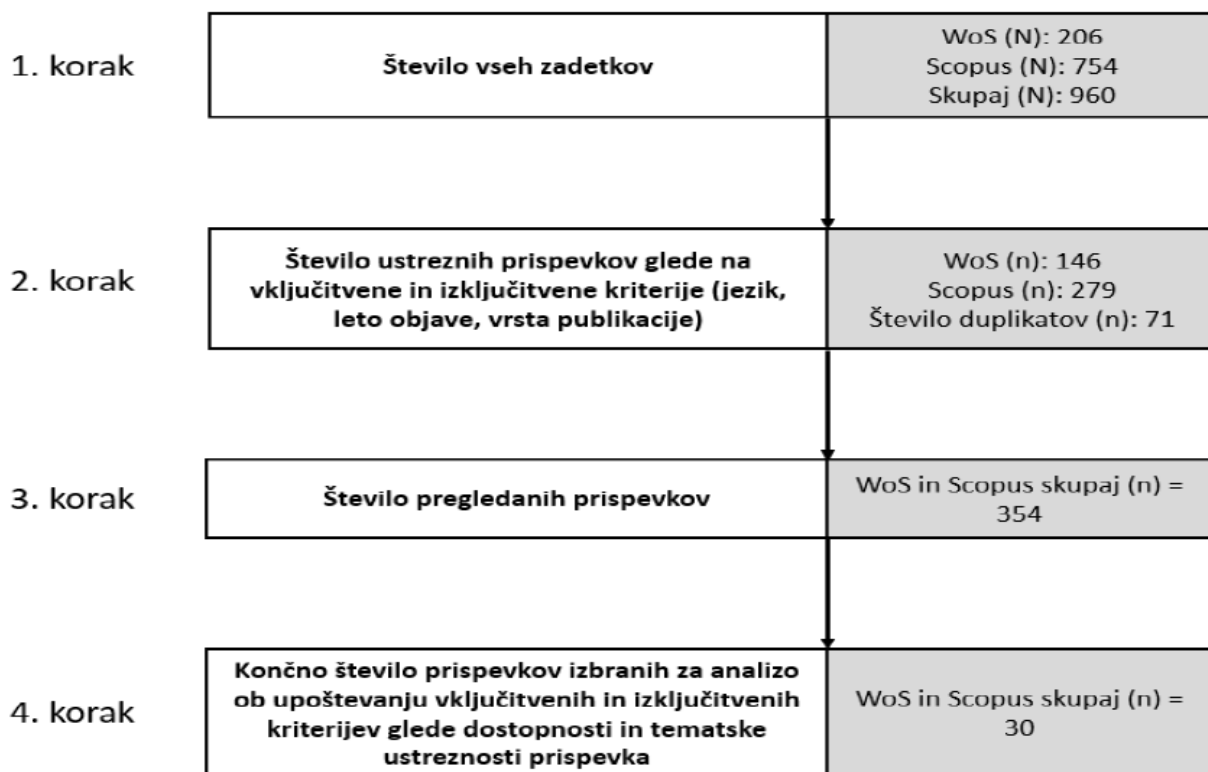 1. korak
Število vseh zadetkov
WoS (N): 206
Scopus (N): 754
Skupaj (N): 960
2. korak
Število ustreznih prispevkov glede na
vključitvene in izključitvene kriterije (jezik,
leto objave, vrsta publikacije)
WoS (n): 146
Scopus (n): 279
Število duplikatov (n): 71
3. korak
Število pregledanih prispevkov
WoS in Scopus skupaj (n) =
354
4. korak
Končno število prispevkov izbranih za analizo
ob upoštevanju vključitvenih in izključitvenih
kriterijev glede dostopnosti in tematske
ustreznosti prispevka
WoS in Scopus skupaj (n) =
30